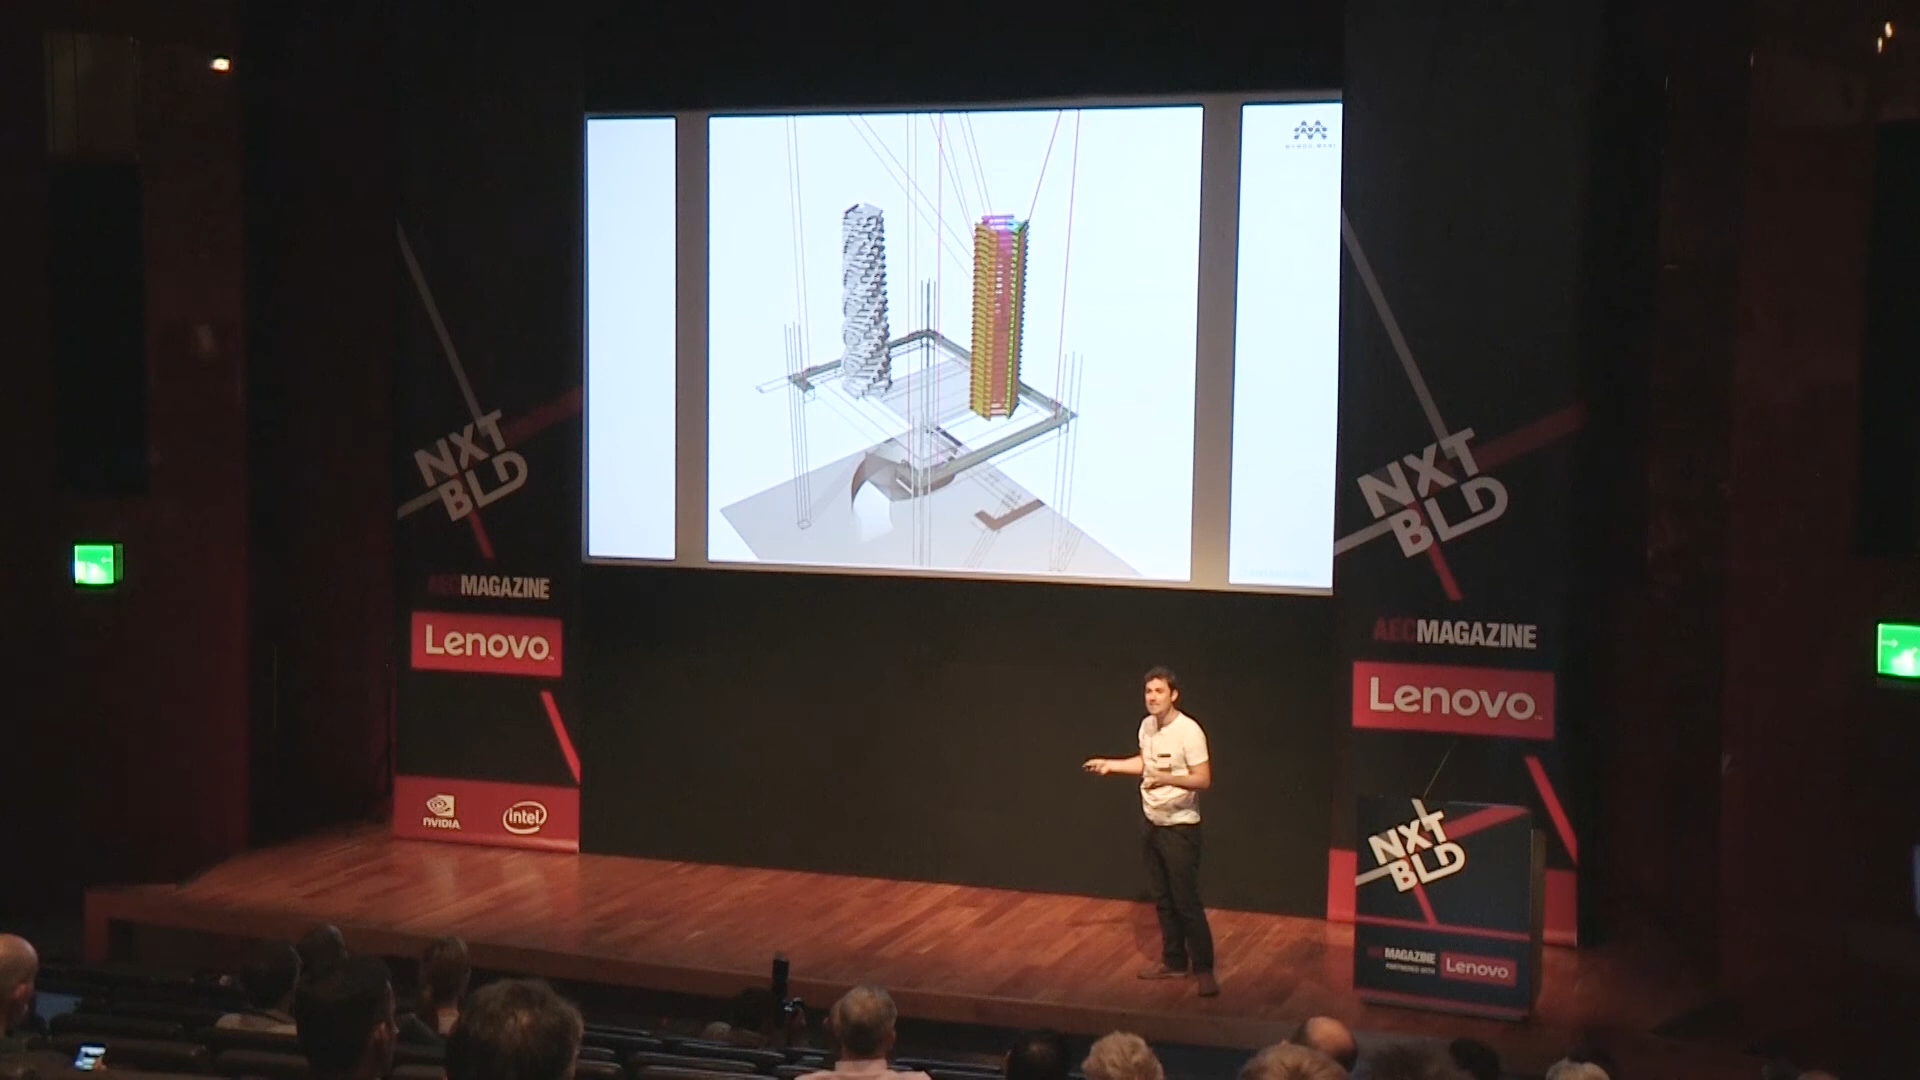 NXT
BLD
AECMAGAZINE
Lenovo
NVIDIA
intel
NXT
BLD
AECMAGAZINE
Lenovo
NXT
BLD
AECMAGAZINE
PARTNERED WITH
Lenovo